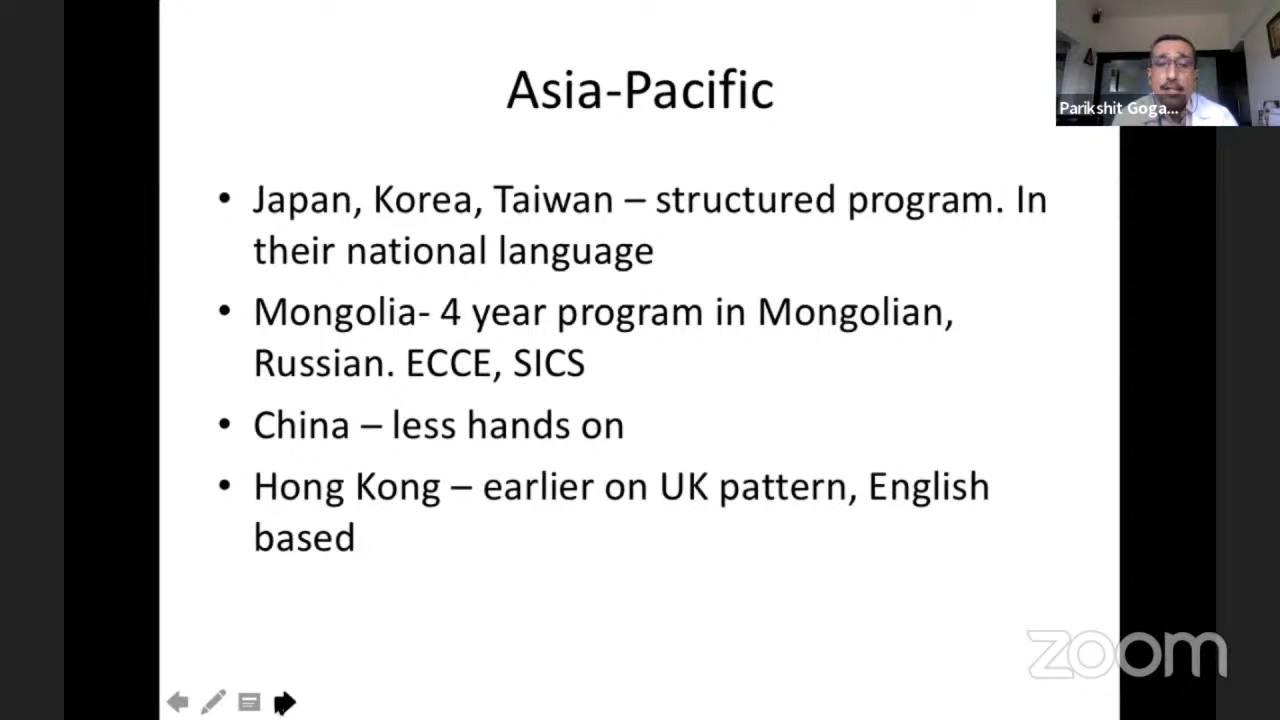 Asia-Pacific
Parikshit Goga...
• Japan, Korea, Taiwan – structured program. In
their national language
• Mongolia- 4 year program in Mongolian,
Russian. ECCE, SICS
• China – less hands on
• Hong Kong – earlier on UK pattern, English
based
zoom